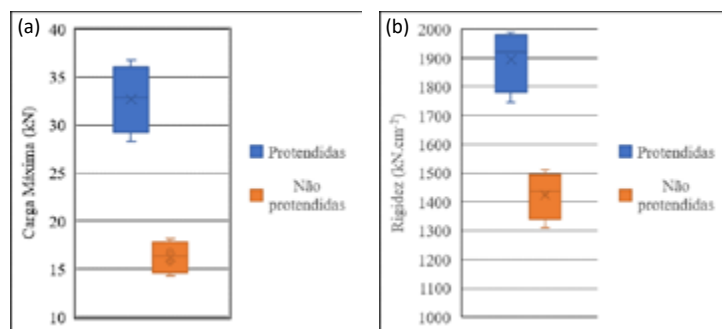 (a)
40
35
30
25
20
15
10
Carga Máxima (kN)
Protendidas
Não
protendidas
(b)
2000
1900
1800
1700
1600
1500
1400
1300
1200
1100
1000
Rigidez (kN.cm⁻²)
Protendidas
Não
protendidas